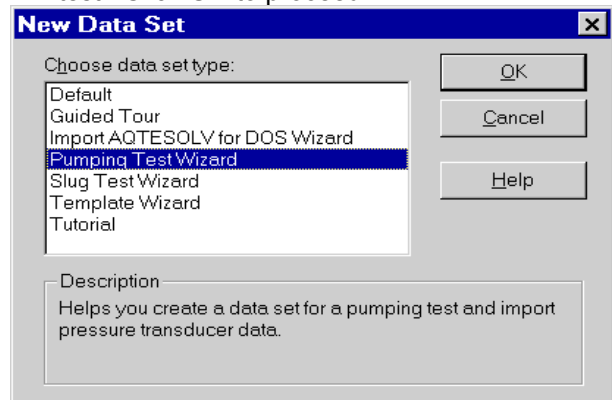 New Data Set
Choose data set type:
Default
Guided Tour
Import AQTESOLV for DOS Wizard
Pumping Test Wizard
Slug Test Wizard
Template Wizard
Tutorial
OK
Cancel
Help
Description
Helps you create a data set for a pumping test and import
pressure transducer data.